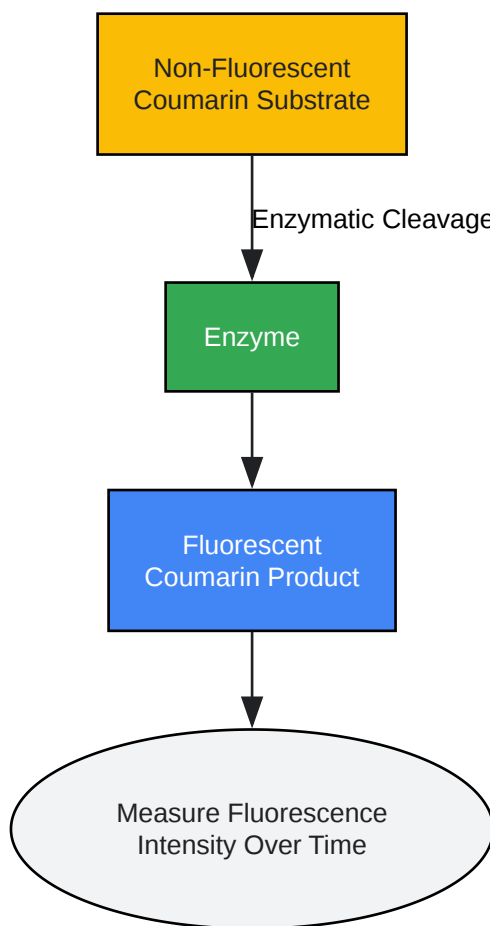 Non-Fluorescent
Coumarin Substrate
Enzymatic Cleavage
Enzyme
Fluorescent
Coumarin Product
Measure Fluorescence
Intensity Over Time